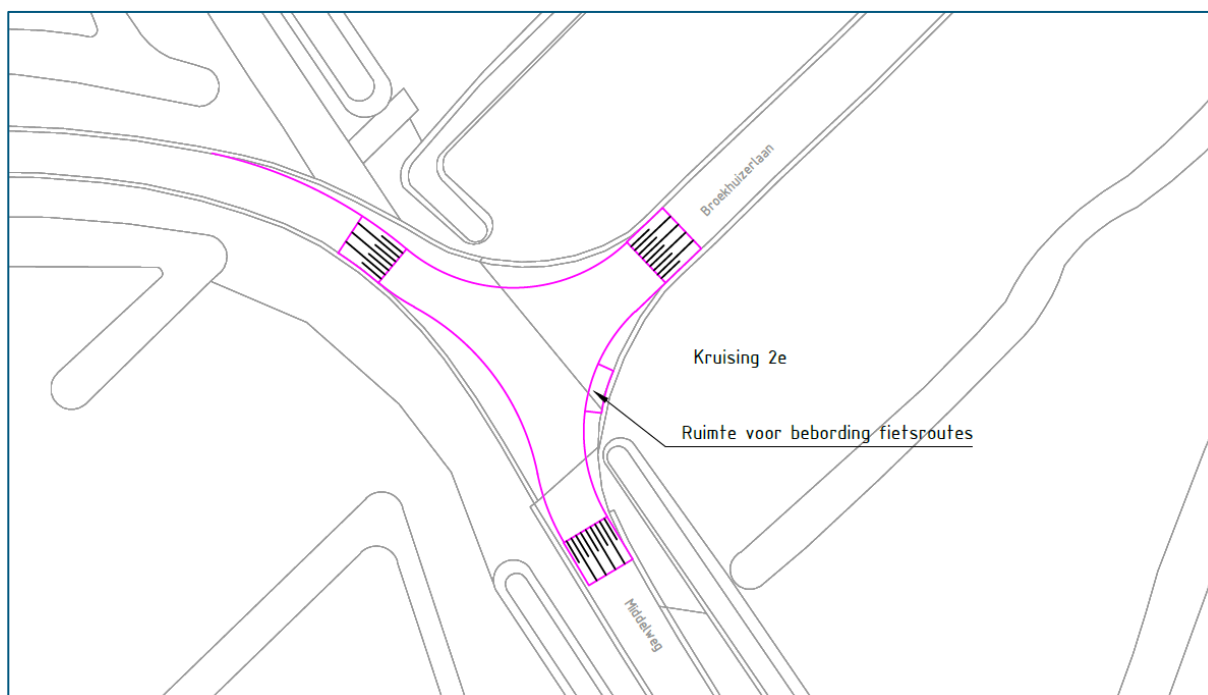 Broekhuizerlaan
Kruising 2e
Ruimte voor bebording fietsroutes
Middelweg